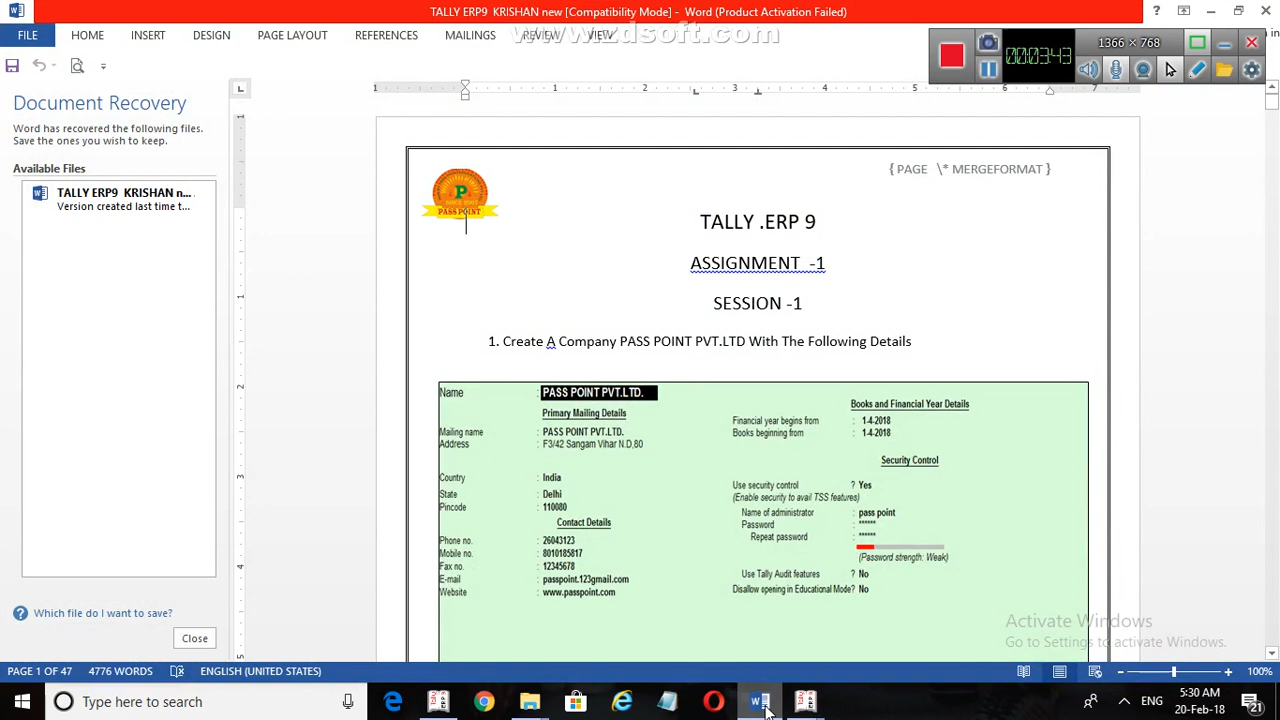 TALLY ERP9  KRISHAN new [Compatibility Mode] - Word (Product Activation Failed)
FILE HOME INSERT DESIGN PAGE LAYOUT REFERENCES MAILINGS REVIEW VIEW
www.zdsoft.com
00:03:43
1366 × 768
Document Recovery
Word has recovered the following files.
Save the ones you wish to keep.
Available Files
TALLY ERP9  KRISHAN n...
Version created last time t...
Which file do I want to save?
Close
{ PAGE   \* MERGEFORMAT }
P
PASS POINT
TALLY .ERP 9
ASSIGNMENT  -1
SESSION -1
1. Create A Company PASS POINT PVT.LTD With The Following Details
Name : PASS POINT PVT.LTD.
Primary Mailing Details
Mailing name : PASS POINT PVT.LTD.
Address : F3/42 Sangam Vihar N.D,80
Country : India
State : Delhi
Pincode : 110080
Contact Details
Phone no. : 26043123
Mobile no. : 8010185817
Fax no. : 12345678
E-mail : passpoint.123gmail.com
Website : www.passpoint.com
Books and Financial Year Details
Financial year begins from : 1-4-2018
Books beginning from : 1-4-2018
Security Control
Use security control ? Yes
(Enable security to avail TSS features)
Name of administrator : pass point
Password : ******
Repeat password : ******
(Password strength: Weak)
Use Tally Audit features ? No
Disallow opening in Educational Mode? No
Activate Windows
Go to Settings to activate Windows.
PAGE 1 OF 47 4776 WORDS ENGLISH (UNITED STATES) 100%
Type here to search
ENG
5:30 AM
20-Feb-18
21